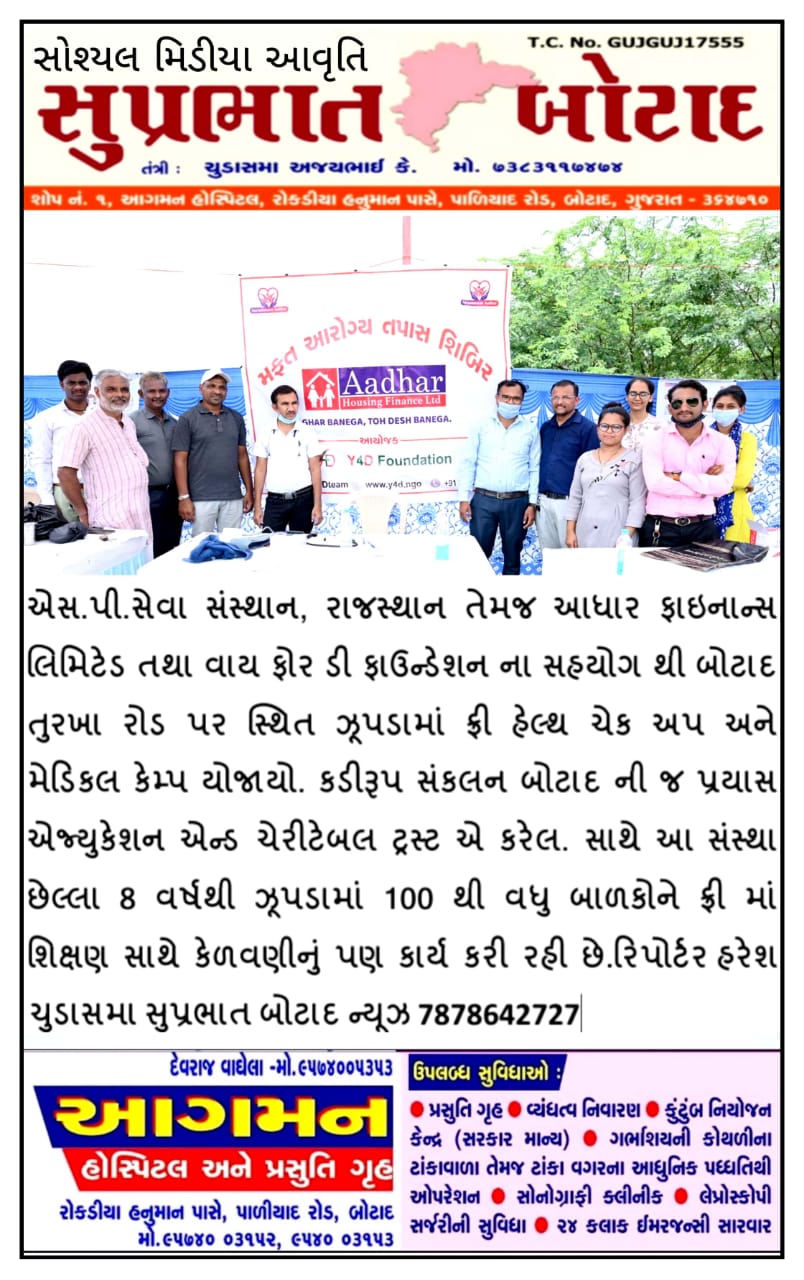 સોશ્યલ મિડીયા આવૃતિ
T.C. No. GUJGUJ17555
સુપ્રભાત બોટાદ
તંત્રી : ચુડાસમા અજયભાઈ કે. મો. ૭૩૮૩૧૧૭૪૭૪
શોપ નં. ૧, આગમન હોસ્પિટલ, રોકડીયા હનુમાન પાસે, પાળિયાદ રોડ, બોટાદ, ગુજરાત - ૩૬૪૭૧૦
મફત આરોગ્ય તપાસ શિબિર
Aadhar
Housing Finance Ltd
GHAR BANEGA, TOH DESH BANEGA.
આયોજક
Y4D Foundation
Dteam www.y4d.ngo +91
એસ.પી.સેવા સંસ્થાન, રાજસ્થાન તેમજ આધાર ફાઇનાન્સ
લિમિટેડ તથા વાય ફોર ડી ફાઉન્ડેશન ના સહયોગ થી બોટાદ
તુરખા રોડ પર સ્થિત ઝૂપડામાં ફ્રી હેલ્થ ચેક અપ અને
મેડિકલ કેમ્પ યોજાયો. કડીરૂપ સંકલન બોટાદ ની જ પ્રયાસ
એજ્યુકેશન એન્ડ ચેરીટેબલ ટ્રસ્ટ એ કરેલ. સાથે આ સંસ્થા
છેલ્લા 8 વર્ષથી ઝૂપડામાં 100 થી વધુ બાળકોને ફ્રી માં
શિક્ષણ સાથે કેળવણીનું પણ કાર્ય કરી રહી છે.રિપોર્ટર હરેશ
ચુડાસમા સુપ્રભાત બોટાદ ન્યૂઝ 7878642727
દેવરાજ વાઘેલા -મો.૯૫૭૪૦૦૫૩૫૩
આગમન
હોસ્પિટલ અને પ્રસુતિ ગૃહ
રોકડીયા હનુમાન પાસે, પાળીયાદ રોડ, બોટાદ
મો.૯૫૭૪૦ ૦૩૧૫૨, ૯૫૪૦ ૦૩૧૫૩
ઉપલબ્ધ સુવિધાઓ :
● પ્રસુતિ ગૃહ ● વ્યંધત્વ નિવારણ ● કુંટુંબ નિયોજન
કેન્દ્ર (સરકાર માન્ય) ● ગર્ભાશયની કોથળીના
ટાંકાવાળા તેમજ ટાંકા વગરના આધુનિક પધ્ધતિથી
ઓપરેશન ● સોનોગ્રાફી ક્લીનીક ● લેપ્રોસ્કોપી
સર્જરીની સુવિધા ● ૨૪ કલાક ઈમરજન્સી સારવાર